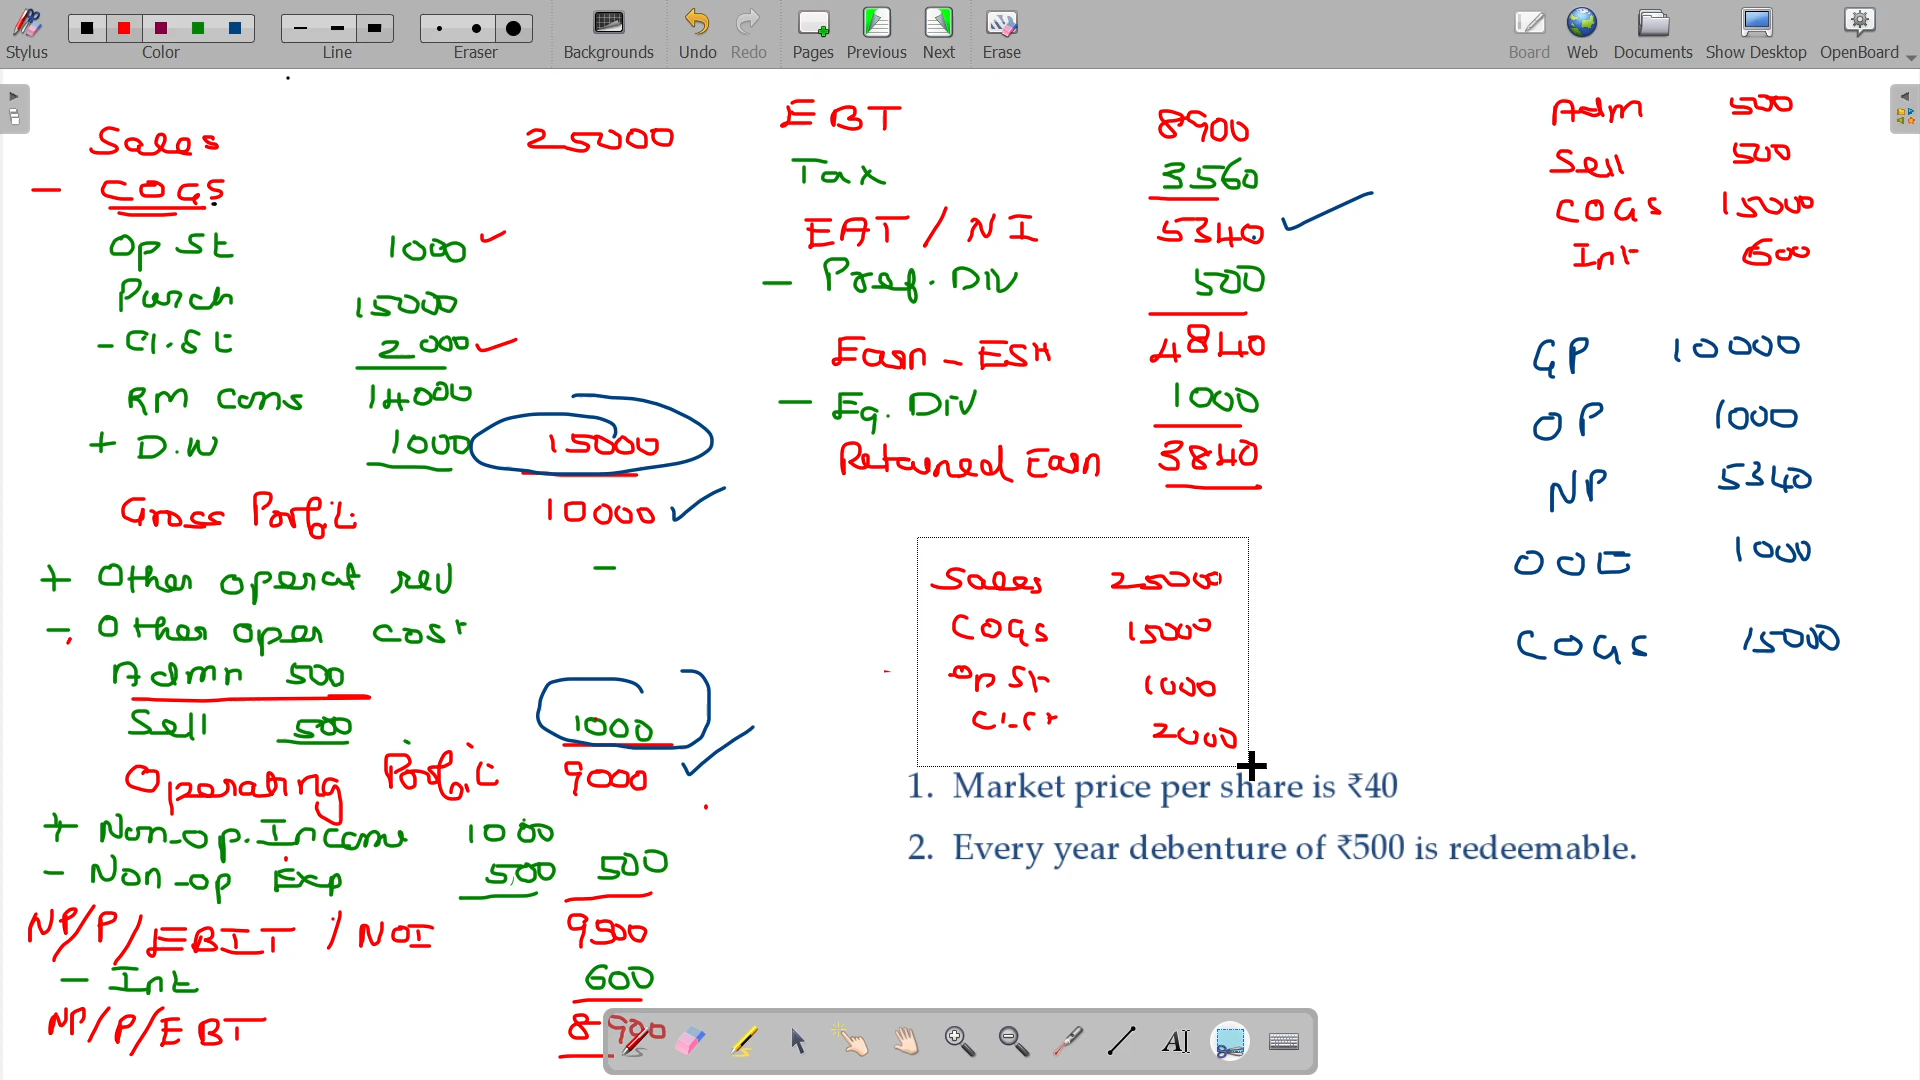 Stylus Color Line Eraser Backgrounds Undo Redo Pages Previous Next Erase Board Web Documents Show Desktop OpenBoard
Sales 25000
- COGS
Op St 1000
Purch 15000
- Cl.St 2000
RM Cons 14000
+ D.W 1000 15000
Gross Porfit 10000
+ Other operat rev -
- Other oper cost
Admn 500
Sell 500 1000
Operating Porfit 9000
+ Non-op.Income 1000
- Non-op Exp 500 500
NP/P/EBIT / NOI 9500
- Int 600
NP/P/EBT 8900
EBT 8900
Tax 3560
EAT / NI 5340
- Pref. Div 500
Earn - ESH 4840
- Eq. Div 1000
Retained Earn 3840
Sales 25000
COGS 15000
Op St 1000
Cl-St 2000
1. Market price per share is ₹40
2. Every year debenture of ₹500 is redeemable.
Adm 500
Sell 500
COGS 15000
Int 600
GP 10000
OP 1000
NP 5340
OOE 1000
COGS 15000
AI